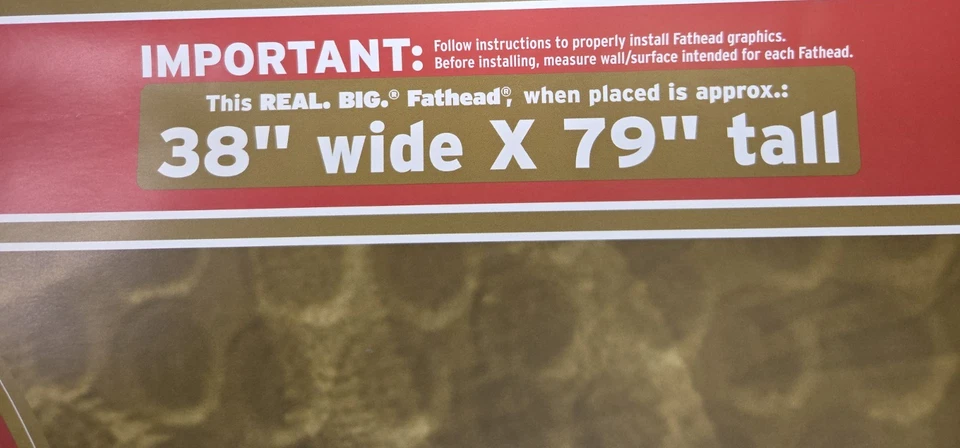 IMPORTANT: Follow instructions to properly install Fathead graphics.
Before installing, measure wall/surface intended for each Fathead.
This REAL. BIG.® Fathead®, when placed is approx.:
38" wide X 79" tall